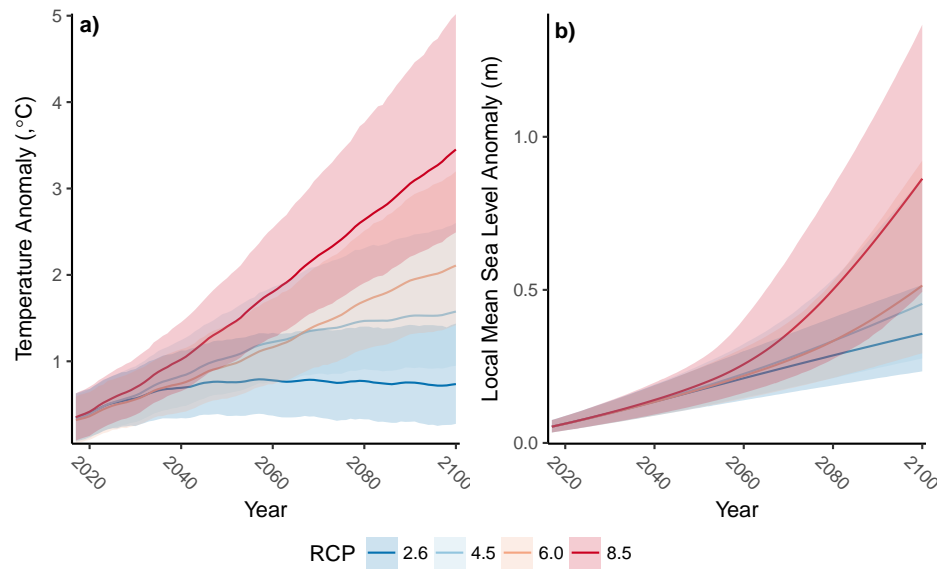 a)
Temperature Anomaly (,°C)
5
4
3
2
1
2020
2040
2060
2080
2100
Year
b)
Local Mean Sea Level Anomaly (m)
1.0
0.5
0.0
2020
2040
2060
2080
2100
Year
RCP 2.6 4.5 6.0 8.5